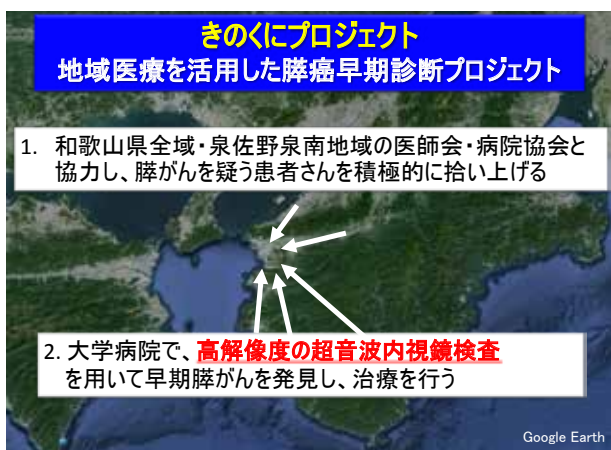 きのくにプロジェクト
地域医療を活用した膵癌早期診断プロジェクト
1. 和歌山県全域・泉佐野泉南地域の医師会・病院協会と
協力し、膵がんを疑う患者さんを積極的に拾い上げる
2. 大学病院で、高解像度の超音波内視鏡検査
を用いて早期膵がんを発見し、治療を行う
Google Earth